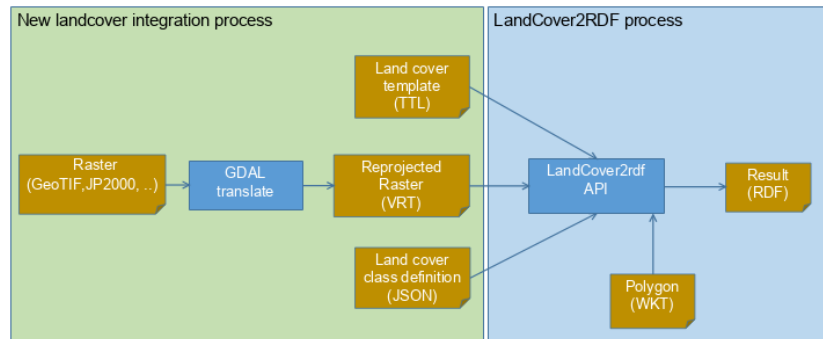 New landcover integration process
LandCover2RDF process
Land cover
template
(TTL)
Raster
(GeoTIF,JP2000, ..)
GDAL
translate
Reprojected
Raster
(VRT)
LandCover2rdf
API
Result
(RDF)
Land cover
class definition
(JSON)
Polygon
(WKT)